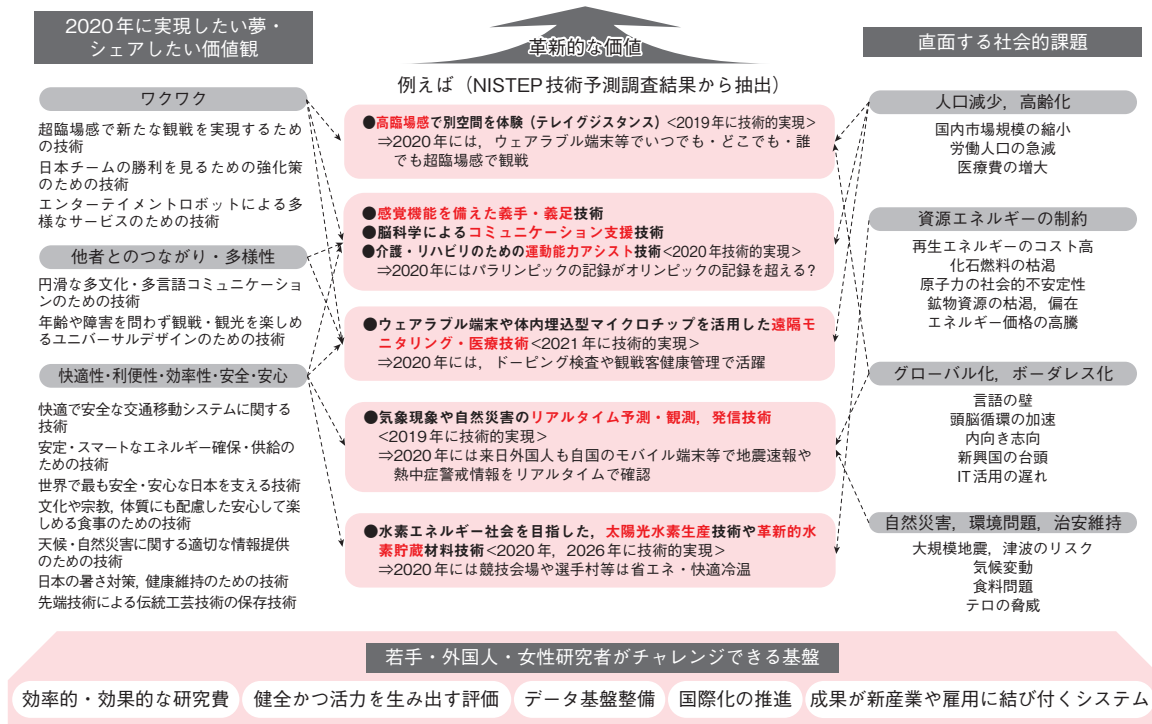 2020年に実現したい夢・
シェアしたい価値観
ワクワク
超臨場感で新たな観戦を実現するため
の技術
日本チームの勝利を見るための強化策
のための技術
エンターテイメントロボットによる多
様なサービスのための技術
他者とのつながり・多様性
円滑な多文化・多言語コミュニケーショ
ンのための技術
年齢や障害を問わず観戦・観光を楽しめ
るユニバーサルデザインのための技術
快適性・利便性・効率性・安全・安心
快適で安全な交通移動システムに関する
技術
安定・スマートなエネルギー確保・供給の
ための技術
世界で最も安全・安心な日本を支える技術
文化や宗教，体質にも配慮した安心して楽
しめる食事のための技術
天候・自然災害に関する適切な情報提供
のための技術
日本の暑さ対策，健康維持のための技術
先端技術による伝統工芸技術の保存技術
革新的な価値
例えば（NISTEP技術予測調査結果から抽出）
●高臨場感で別空間を体験（テレイグジスタンス）<2019年に技術的実現>
⇒2020年には，ウェアラブル端末等でいつでも・どこでも・誰
でも超臨場感で観戦
●感覚機能を備えた義手・義足技術
●脳科学によるコミュニケーション支援技術
●介護・リハビリのための運動能力アシスト技術<2020年技術的実現>
⇒2020年にはパラリンピックの記録がオリンピックの記録を超える？
●ウェアラブル端末や体内埋込型マイクロチップを活用した遠隔モ
ニタリング・医療技術<2021年に技術的実現>
⇒2020年には，ドーピング検査や観戦客健康管理で活躍
●気象現象や自然災害のリアルタイム予測・観測，発信技術
<2019年に技術的実現>
⇒2020年には来日外国人も自国のモバイル端末等で地震速報や
熱中症警戒情報をリアルタイムで確認
●水素エネルギー社会を目指した，太陽光水素生産技術や革新的水
素貯蔵材料技術<2020年，2026年に技術的実現>
⇒2020年には競技会場や選手村等は省エネ・快適冷温
直面する社会的課題
人口減少，高齢化
国内市場規模の縮小
労働人口の急減
医療費の増大
資源エネルギーの制約
再生エネルギーのコスト高
化石燃料の枯渇
原子力の社会的不安定性
鉱物資源の枯渇，偏在
エネルギー価格の高騰
グローバル化，ボーダレス化
言語の壁
頭脳循環の加速
内向き志向
新興国の台頭
IT活用の遅れ
自然災害，環境問題，治安維持
大規模地震，津波のリスク
気候変動
食料問題
テロの脅威
若手・外国人・女性研究者がチャレンジできる基盤
効率的・効果的な研究費
健全かつ活力を生み出す評価
データ基盤整備
国際化の推進
成果が新産業や雇用に結び付くシステム